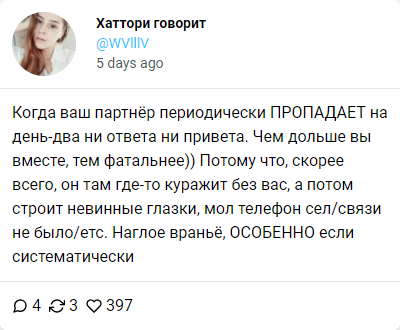 Хаттори говорит
@WVlllV
5 days ago
Когда ваш партнёр периодически ПРОПАДАЕТ на
день-два ни ответа ни привета. Чем дольше вы
вместе, тем фатальнее)) Потому что, скорее
всего, он там где-то куражит без вас, а потом
строит невинные глазки, мол телефон сел/связи
не было/етс. Наглое враньё, ОСОБЕННО если
систематически
4 3 397